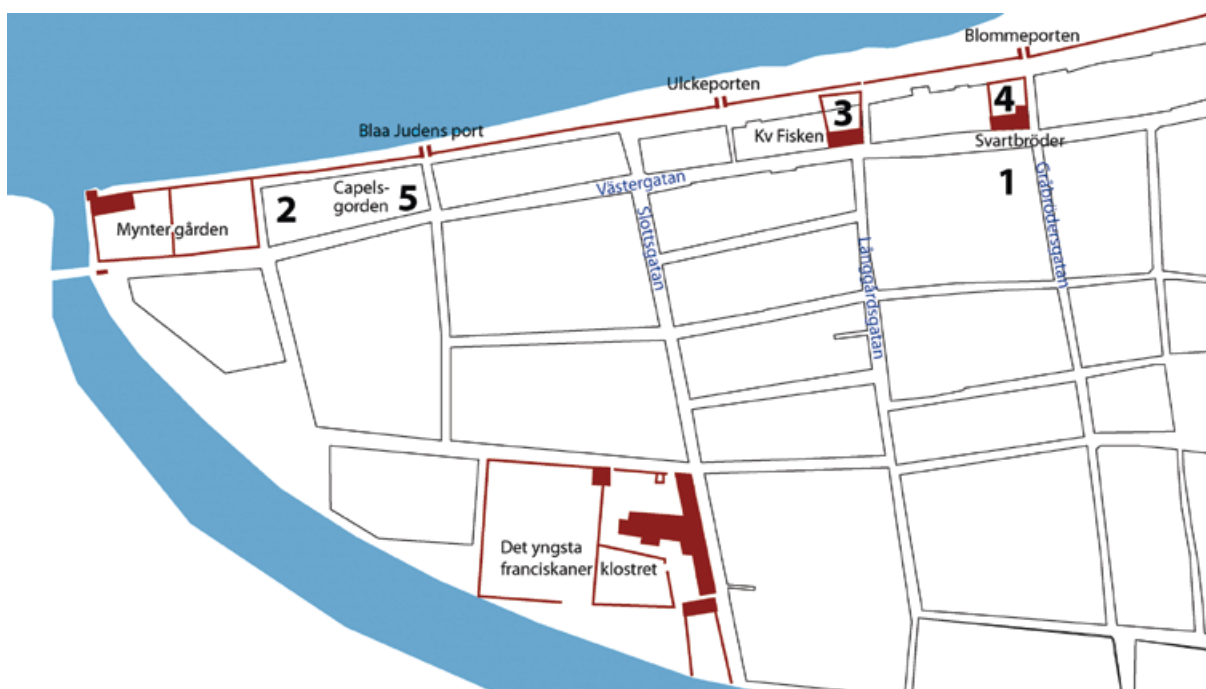 Blommeporten
Ulckeporten
3
4
Blaa Judens port
Kv Fisken
Svartbröder
Capels-
gorden
5
2
Västergatan
1
Gråbrödersgatan
Mynter gården
Slottsgatan
Långgårdsgatan
Det yngsta
franciskaner klostret